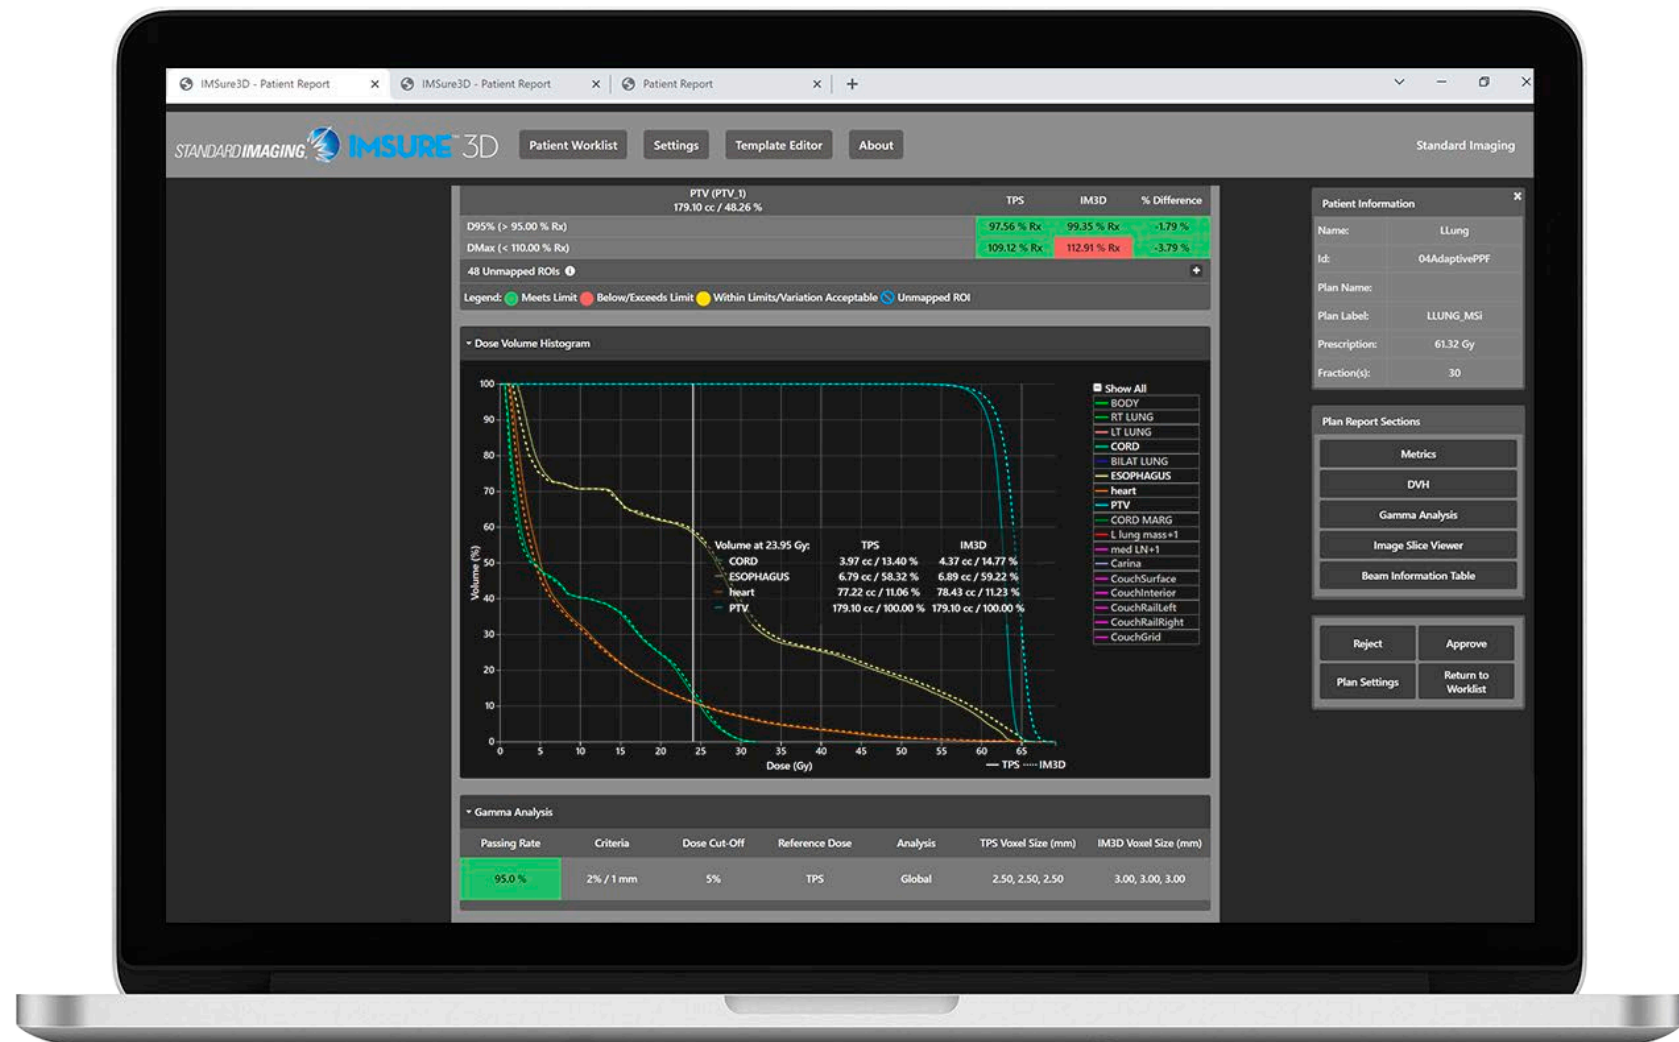 IMSure3D - Patient Report
IMSure3D - Patient Report
Patient Report
STANDARD IMAGING
IMSURE™ 3D
Patient Worklist
Settings
Template Editor
About
Standard Imaging
PTV (PTV_1)
179.10 cc / 48.26 %
TPS IM3D % Difference
D95% (> 95.00 % Rx) 97.56 % Rx 99.35 % Rx -1.79 %
DMax (< 110.00 % Rx) 109.12 % Rx 112.91 % Rx -3.79 %
48 Unmapped ROIs
Legend: Meets Limit Below/Exceeds Limit Within Limits/Variation Acceptable Unmapped ROI
Dose Volume Histogram
Volume (%)
100
90
80
70
60
50
40
30
20
10
0
0 5 10 15 20 25 30 35 40 45 50 55 60 65
Dose (Gy)
TPS IM3D
Volume at 23.95 Gy: TPS IM3D
CORD 3.97 cc / 13.40 % 4.37 cc / 14.77 %
ESOPHAGUS 6.79 cc / 58.32 % 6.89 cc / 59.22 %
heart 77.22 cc / 11.06 % 78.43 cc / 11.23 %
PTV 179.10 cc / 100.00 % 179.10 cc / 100.00 %
Show All
BODY
RT LUNG
LT LUNG
CORD
BILAT LUNG
ESOPHAGUS
heart
PTV
CORD MARG
L lung mass+1
med LN+1
Carina
CouchSurface
CouchInterior
CouchRailLeft
CouchRailRight
CouchGrid
Gamma Analysis
Passing Rate Criteria Dose Cut-Off Reference Dose Analysis TPS Voxel Size (mm) IM3D Voxel Size (mm)
95.0 % 2% / 1 mm 5% TPS Global 2.50, 2.50, 2.50 3.00, 3.00, 3.00
Patient Information
Name: LLung
Id: 04AdaptivePPF
Plan Name:
Plan Label: LLUNG_MSi
Prescription: 61.32 Gy
Fraction(s): 30
Plan Report Sections
Metrics
DVH
Gamma Analysis
Image Slice Viewer
Beam Information Table
Reject
Approve
Plan Settings
Return to
Worklist